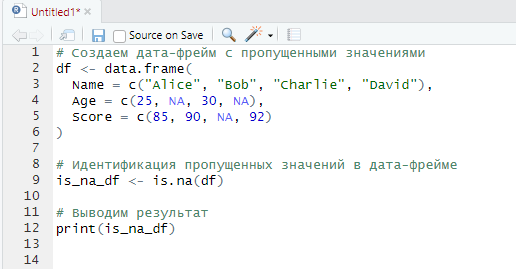 Untitled1*
Source on Save
1 # Создаем дата-фрейм с пропущенными значениями
2 df <- data.frame(
3   Name = c("Alice", "Bob", "Charlie", "David"),
4   Age = c(25, NA, 30, NA),
5   Score = c(85, 90, NA, 92)
6 )
7
8 # Идентификация пропущенных значений в дата-фрейме
9 is_na_df <- is.na(df)
10
11 # Выводим результат
12 print(is_na_df)
13
14